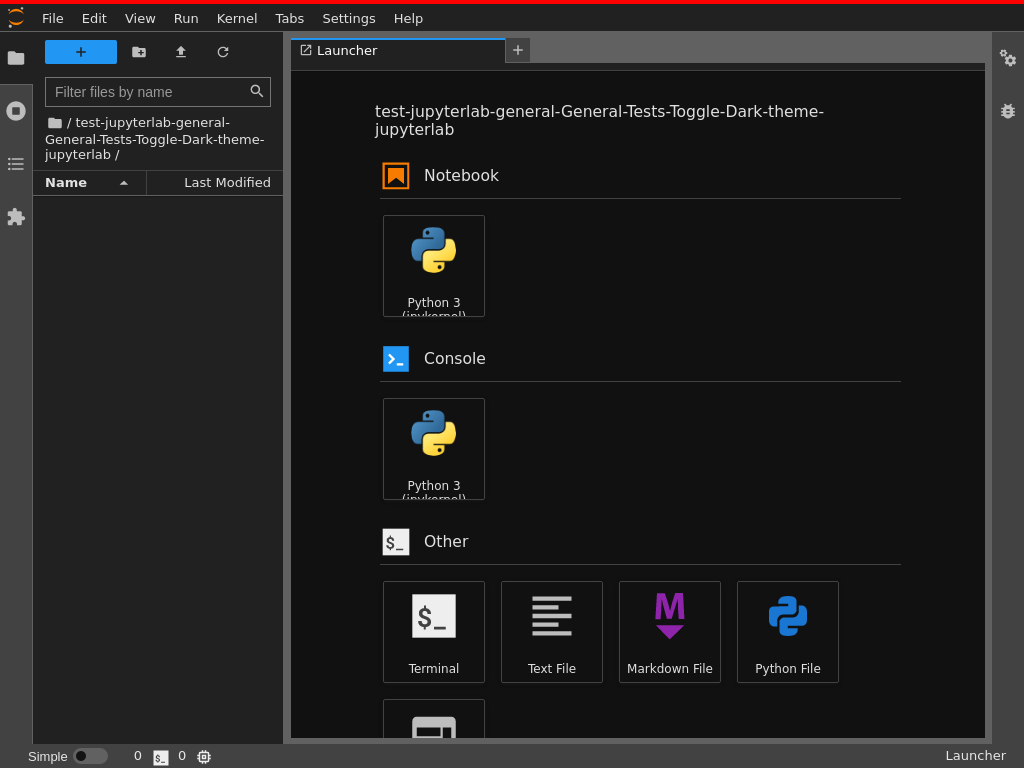 File Edit View Run Kernel Tabs Settings Help
Launcher
Filter files by name
/ test-jupyterlab-general-
General-Tests-Toggle-Dark-theme-
jupyterlab /
Name Last Modified
test-jupyterlab-general-General-Tests-Toggle-Dark-theme-
jupyterlab
Notebook
Python 3
(ipykernel)
Console
Python 3
(ipykernel)
$_ Other
$_
Terminal Text File Markdown File Python File
Simple 0 $_ 0 Launcher